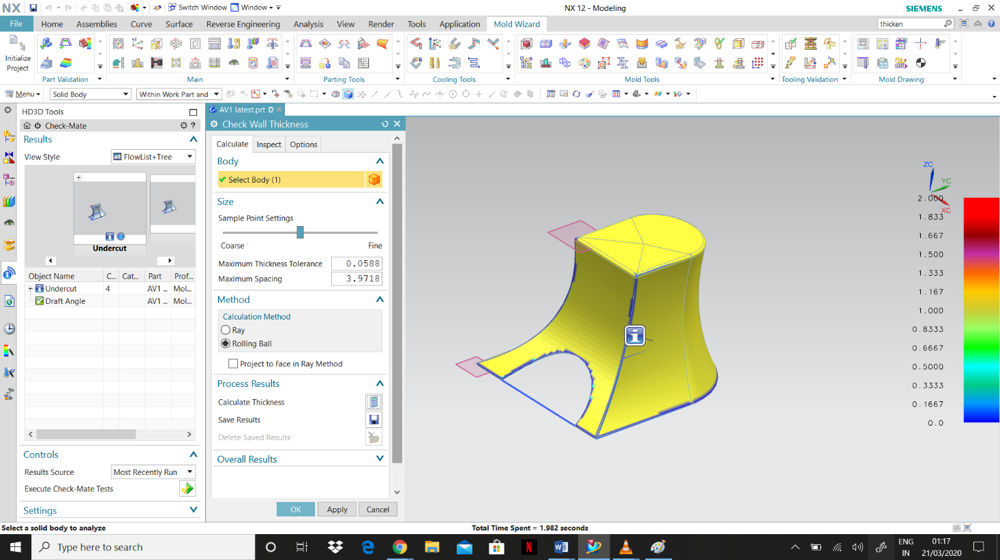 NX
Switch Window
Window
NX 12 - Modeling
SIEMENS
File
Home
Assemblies
Curve
Surface
Reverse Engineering
Analysis
View
Render
Tools
Application
Mold Wizard
thicken
Initialize
Project
Part Validation
Main
Parting Tools
Cooling Tools
Mold Tools
Tooling Validation
Mold Drawing
Menu
Solid Body
Within Work Part and
HD3D Tools
Check-Mate
Results
View Style
FlowList+Tree
Undercut
Object Name C... Cat... Part Prof...
Undercut 4 AV1 ... Mol...
Draft Angle AV1 ... Mol...
Controls
Results Source
Most Recently Run
Execute Check-Mate Tests
Settings
AV1 latest.prt
Check Wall Thickness
Calculate
Inspect
Options
Body
Select Body (1)
Size
Sample Point Settings
Coarse
Fine
Maximum Thickness Tolerance 0.0588
Maximum Spacing 3.9718
Method
Calculation Method
Ray
Rolling Ball
Project to Face in Ray Method
Process Results
Calculate Thickness
Save Results
Delete Saved Results
Overall Results
OK
Apply
Cancel
ZC
YC
XC
2.000
1.833
1.667
1.500
1.333
1.167
1.000
0.8333
0.6667
0.5000
0.3333
0.1667
0.0
Select a solid body to analyze
Total Time Spent = 1.982 seconds
Type here to search
ENG
IN
01:17
21/03/2020